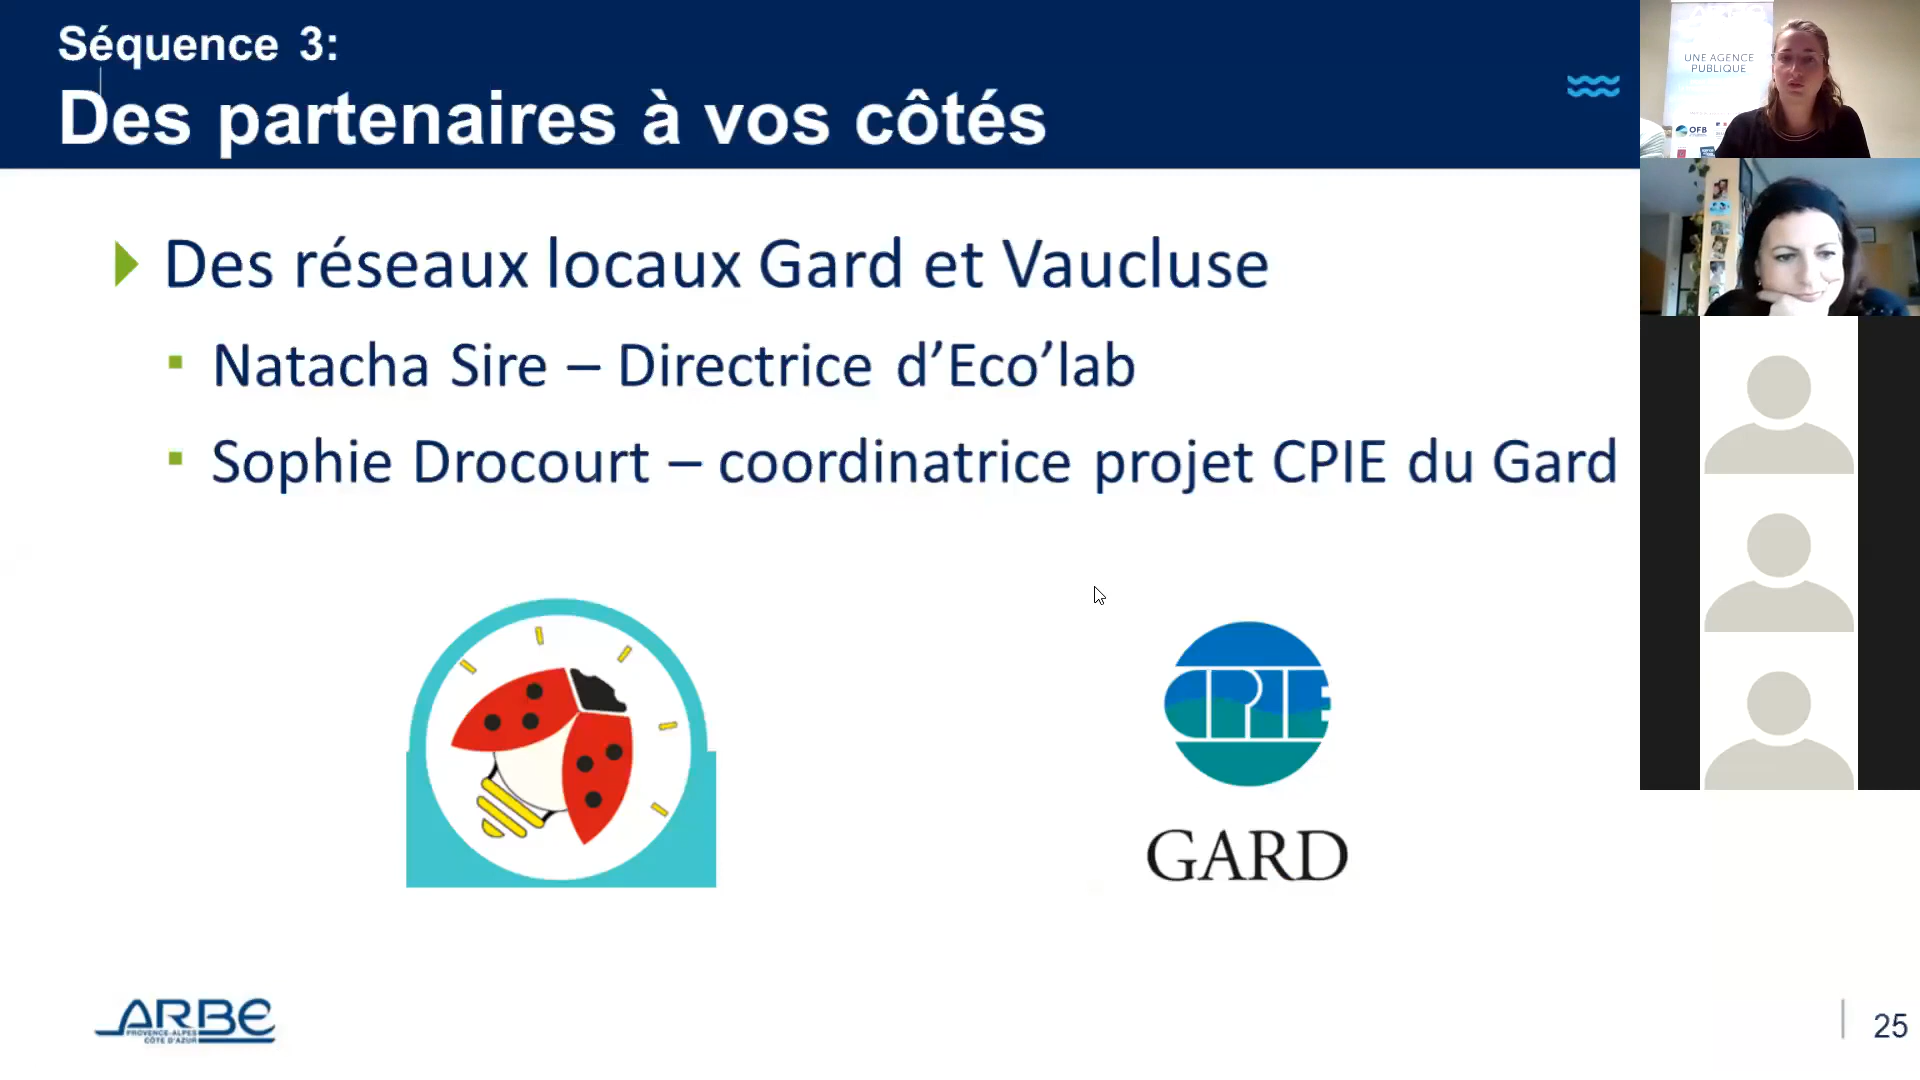 Séquence 3:
Des partenaires à vos côtés
Des réseaux locaux Gard et Vaucluse
Natacha Sire – Directrice d’Eco’lab
Sophie Drocourt – coordinatrice projet CPIE du Gard
CPIE
GARD
ARBE
PROVENCE-ALPES
CÔTE D'AZUR
25
UNE AGENCE
PUBLIQUE
OFB